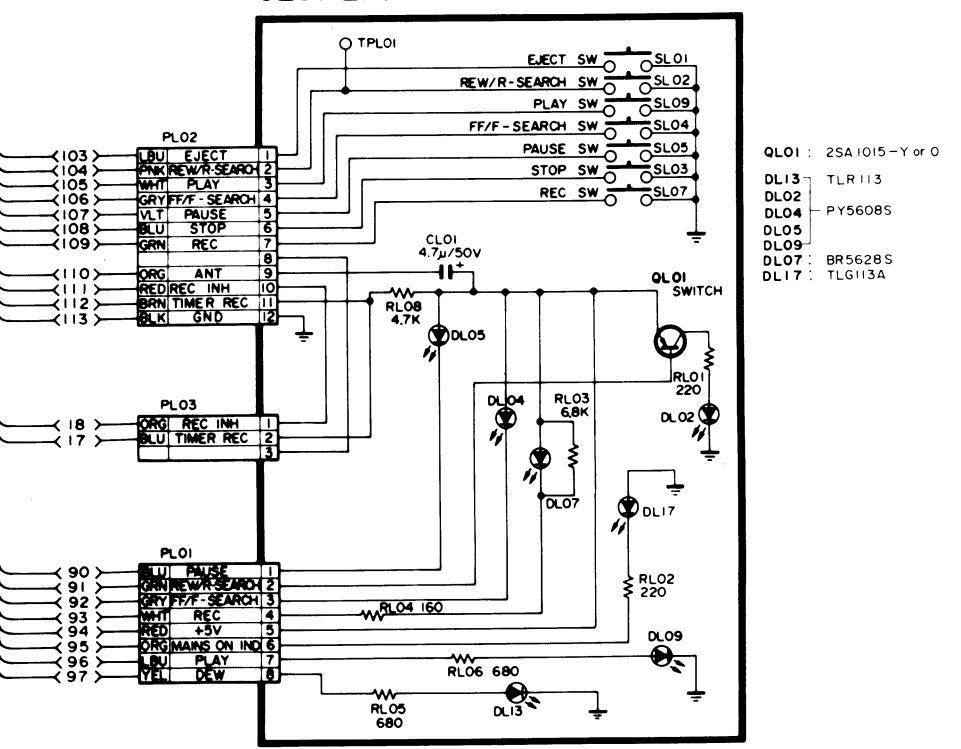 TPL01
EJECT SW SL01
REW/R-SEARCH SW SL02
PLAY SW SL09
FF/F-SEARCH SW SL04
PAUSE SW SL05
STOP SW SL03
REC SW SL07
PL02
103 LBU EJECT 1
104 PNK REW/R-SEARCH 2
105 WHT PLAY 3
106 GRY FF/F-SEARCH 4
107 VLT PAUSE 5
108 BLU STOP 6
109 GRN REC 7
8
110 ORG ANT 9
111 RED REC INH 10
112 BRN TIMER REC 11
113 BLK GND 12
QL01 : 2SA1015-Y or O
DL13 TLR113
DL02
DL04 PY5608S
DL05
DL09
DL07 : BR5628S
DL17 : TLG113A
CL01
4.7μ/50V
+
RL08
4.7K
QL01
SWITCH
DL05
RL01
220
DL04
RL03
6.8K
DL02
DL07
DL17
PL03
18 ORG REC INH 1
17 BLU TIMER REC 2
3
PL01
90 BLU PAUSE 1
91 GRN REW/R-SEARCH 2
92 GRY FF/F-SEARCH 3
93 WHT REC 4
94 RED +5V 5
95 ORG MAINS ON IND 6
96 LBU PLAY 7
97 YEL DEW 8
RL04 160
RL02
220
DL09
RL06 680
RL05
680
DL13